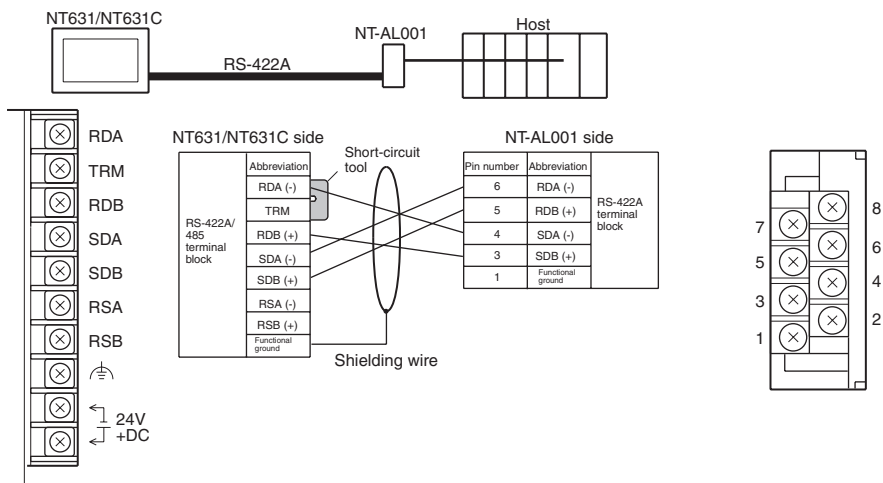 NT631/NT631C
NT-AL001
Host
RS-422A
RDA
TRM
RDB
SDA
SDB
RSA
RSB
24V
+DC
NT631/NT631C side
Short-circuit
tool
RS-422A/
485
terminal
block
Abbreviation
RDA (-)
TRM
RDB (+)
SDA (-)
SDB (+)
RSA (-)
RSB (+)
Functional
ground
Shielding wire
NT-AL001 side
Pin number Abbreviation
6 RDA (-)
5 RDB (+)
4 SDA (-)
3 SDB (+)
1 Functional
ground
RS-422A
terminal
block
8
7
6
5
4
3
2
1